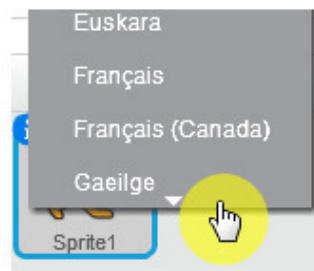 Euskara
Français
Français (Canada)
Gaeilge
Sprite1